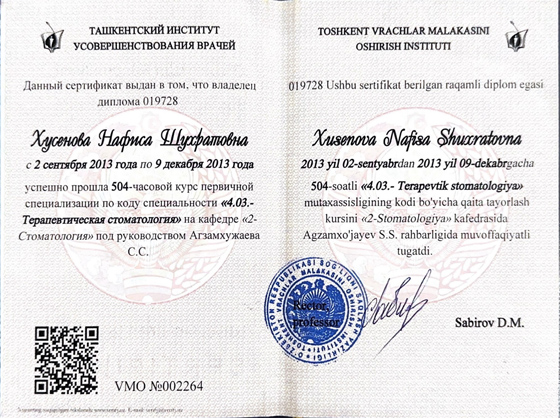 ТАШКЕНТСКИЙ ИНСТИТУТ
УСОВЕРШЕНСТВОВАНИЯ ВРАЧЕЙ
Данный сертификат выдан в том, что владелец
диплома 019728
Хусенова Нафиса Шухратовна
с 2 сентября 2013 года по 9 декабря 2013 года
успешно прошла 504-часовой курс первичной
специализации по коду специальности «4.03.-
Терапевтическая стоматология» на кафедре «2-
Стоматология» под руководством Агзамхужаева
С.С.
VMO №002264
TOSHKENT VRACHLAR MALAKASINI
OSHIRISH INSTITUTI
019728 Ushbu sertifikat berilgan raqamli diplom egasi
Xusenova Nafisa Shuxratovna
2013 yil 02-sentyabrdan 2013 yil 09-dekabrgacha
504-soatli «4.03.- Terapevtik stomatologiya»
mutaxassisligining kodi bo'yicha qaita tayorlash
kursini «2-Stomatologiya» kafedrasida
Agzamxo'jayev S.S. rahbarligida muvoffaqiyatli
tugatdi.
Rector,
professor
Sabirov D.M.